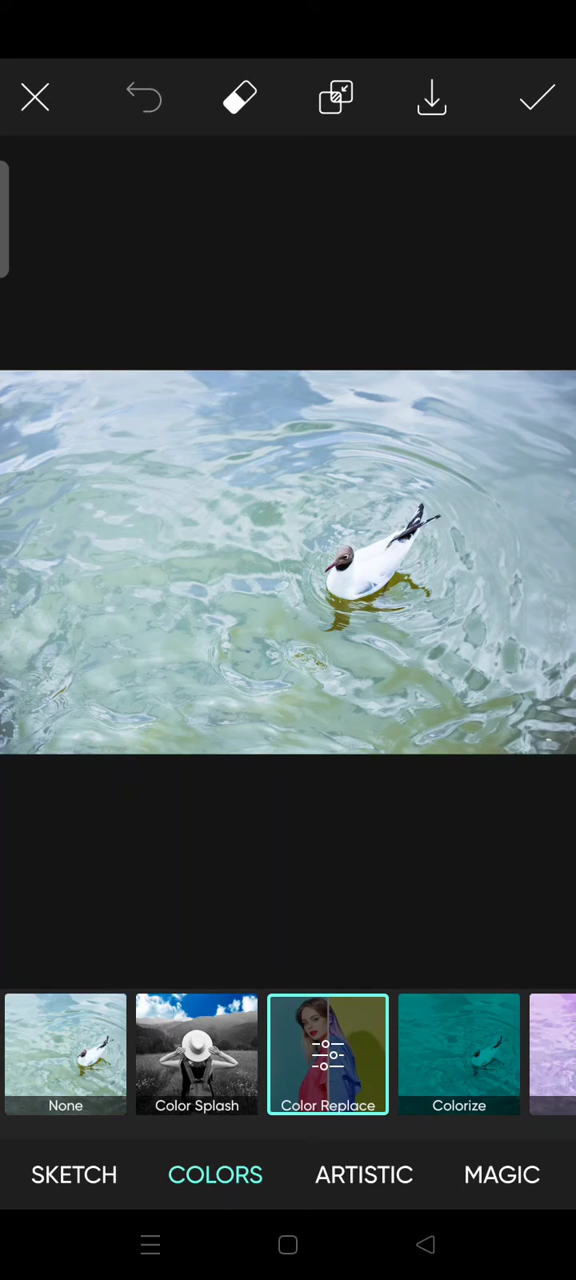 None
Color Splash
Color Replace
Colorize
SKETCH
COLORS
ARTISTIC
MAGIC